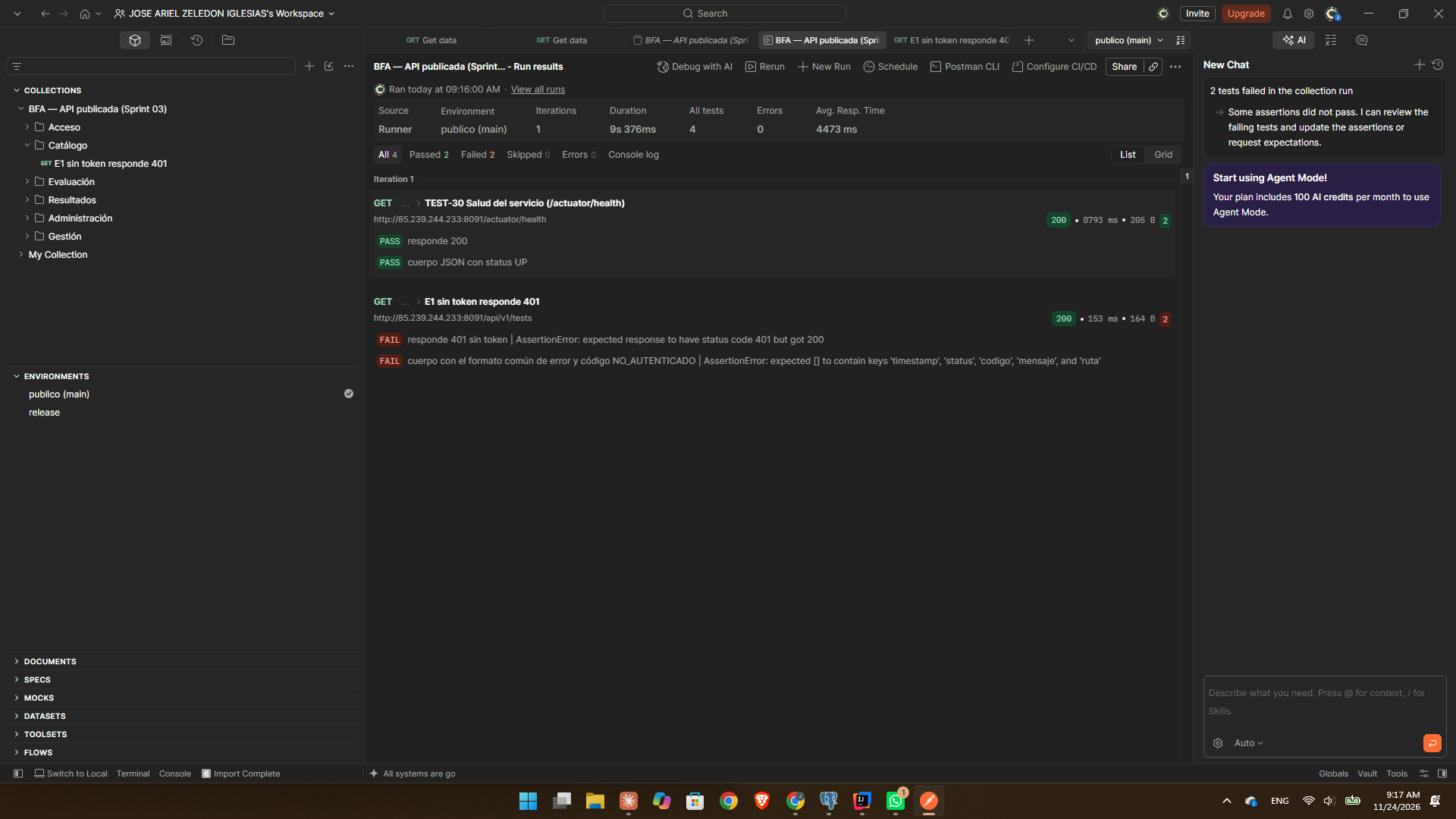 JOSE ARIEL ZELEDON IGLESIAS's Workspace
Search
Invite
Upgrade
GET Get data
GET Get data
BFA — API publicada (Spri
BFA — API publicada (Spri
GET E1 sin token responde 40
publico (main)
AI
COLLECTIONS
BFA — API publicada (Sprint 03)
Acceso
Catálogo
GET E1 sin token responde 401
Evaluación
Resultados
Administración
Gestión
My Collection
ENVIRONMENTS
publico (main)
release
DOCUMENTS
SPECS
MOCKS
DATASETS
TOOLSETS
FLOWS
BFA — API publicada (Sprint... - Run results
Debug with AI
Rerun
New Run
Schedule
Postman CLI
Configure CI/CD
Share
Ran today at 09:16:00 AM · View all runs
Source Environment Iterations Duration All tests Errors Avg. Resp. Time
Runner publico (main) 1 9s 376ms 4 0 4473 ms
All 4 Passed 2 Failed 2 Skipped 0 Errors 0 Console log
List Grid
Iteration 1
1
GET ... > TEST-30 Salud del servicio (/actuator/health)
http://85.239.244.233:8091/actuator/health
200 • 8793 ms • 205 B 2
PASS responde 200
PASS cuerpo JSON con status UP
GET ... > E1 sin token responde 401
http://85.239.244.233:8091/api/v1/tests
200 • 153 ms • 164 B 2
FAIL responde 401 sin token | AssertionError: expected response to have status code 401 but got 200
FAIL cuerpo con el formato común de error y código NO_AUTENTICADO | AssertionError: expected [] to contain keys 'timestamp', 'status', 'codigo', 'mensaje', and 'ruta'
New Chat
2 tests failed in the collection run
Some assertions did not pass. I can review the
failing tests and update the assertions or
request expectations.
Start using Agent Mode!
Your plan includes 100 AI credits per month to use
Agent Mode.
Describe what you need. Press @ for context, / for
Skills.
Auto
Switch to Local
Terminal
Console
6 Import Complete
All systems are go
Globals
Vault
Tools
1
ENG
9:17 AM
11/24/2026